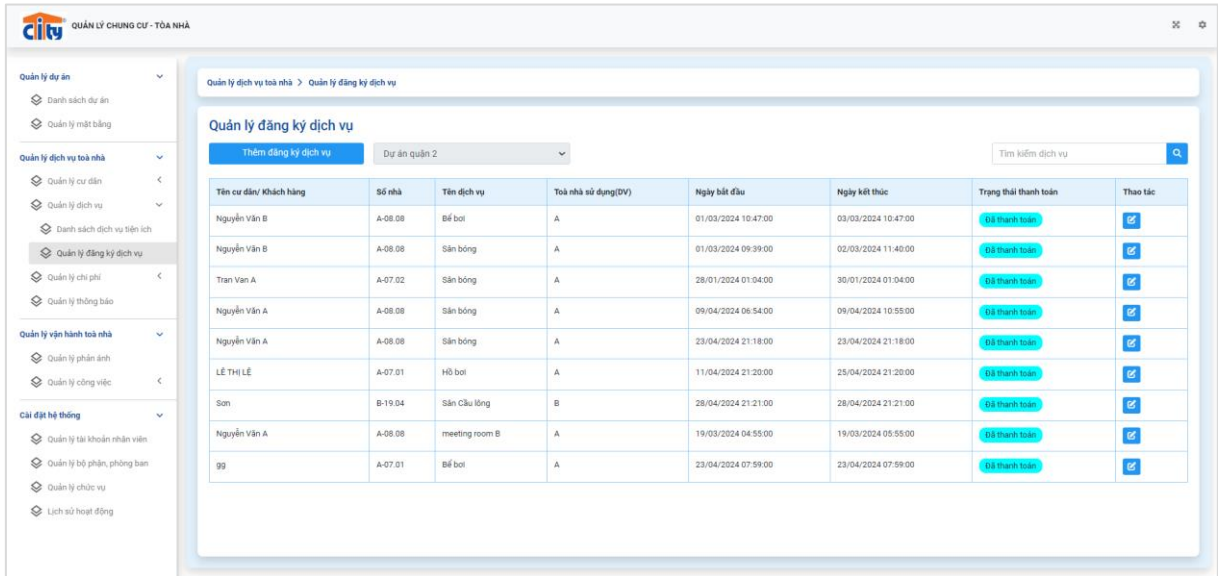 city QUẢN LÝ CHUNG CƯ - TÒA NHÀ
Quản lý dự án
Danh sách dự án
Quản lý mặt bằng
Quản lý dịch vụ toà nhà
Quản lý cư dân
Quản lý dịch vụ
Danh sách dịch vụ tiện ích
Quản lý đăng ký dịch vụ
Quản lý chi phí
Quản lý thông báo
Quản lý vận hành toà nhà
Quản lý phản ánh
Quản lý công việc
Cài đặt hệ thống
Quản lý tài khoản nhân viên
Quản lý bộ phận, phòng ban
Quản lý chức vụ
Lịch sử hoạt động
Quản lý dịch vụ toà nhà > Quản lý đăng ký dịch vụ
Quản lý đăng ký dịch vụ
Thêm đăng ký dịch vụ Dự án quận 2 Tìm kiếm dịch vụ
Tên cư dân/ Khách hàng Số nhà Tên dịch vụ Toà nhà sử dụng(DV) Ngày bắt đầu Ngày kết thúc Trạng thái thanh toán Thao tác
Nguyễn Văn B A-08.08 Bể bơi A 01/03/2024 10:47:00 03/03/2024 10:47:00 Đã thanh toán
Nguyễn Văn B A-08.08 Sân bóng A 01/03/2024 09:39:00 02/03/2024 11:40:00 Đã thanh toán
Tran Van A A-07.02 Sân bóng A 28/01/2024 01:04:00 30/01/2024 01:04:00 Đã thanh toán
Nguyễn Văn A A-08.08 Sân bóng A 09/04/2024 06:54:00 09/04/2024 10:55:00 Đã thanh toán
Nguyễn Văn A A-08.08 Sân bóng A 23/04/2024 21:18:00 23/04/2024 21:18:00 Đã thanh toán
LÊ THỊ LỆ A-07.01 Hồ bơi A 11/04/2024 21:20:00 25/04/2024 21:20:00 Đã thanh toán
Sơn B-19.04 Sân Cầu lông B 28/04/2024 21:21:00 28/04/2024 21:21:00 Đã thanh toán
Nguyễn Văn A A-08.08 meeting room B A 19/03/2024 04:55:00 19/03/2024 05:55:00 Đã thanh toán
gg A-07.01 Bể bơi A 23/04/2024 07:59:00 23/04/2024 07:59:00 Đã thanh toán